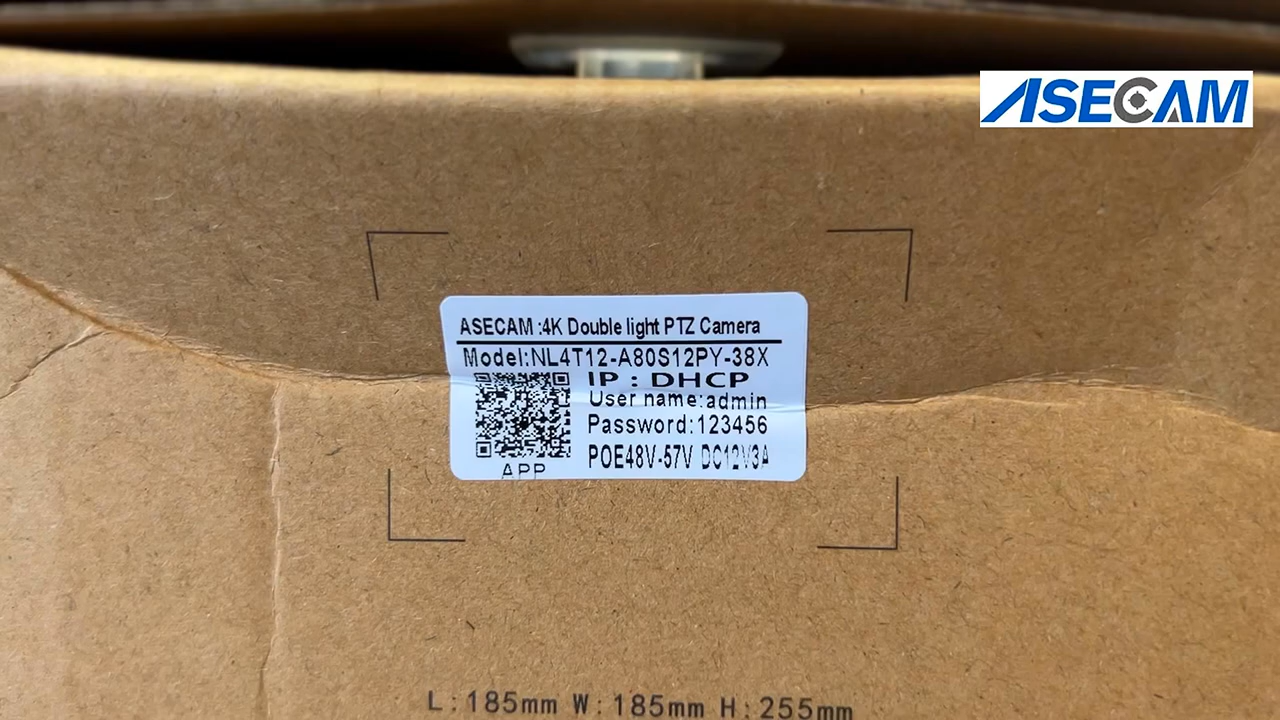 ASECAM
ASECAM :4K Double light PTZ Camera
Model:NL4T12-A80S12PY-38X
IP : DHCP
User name:admin
Password:123456
POE48V-57V DC12V3A
APP
L:185mm W:185mm H:255mm